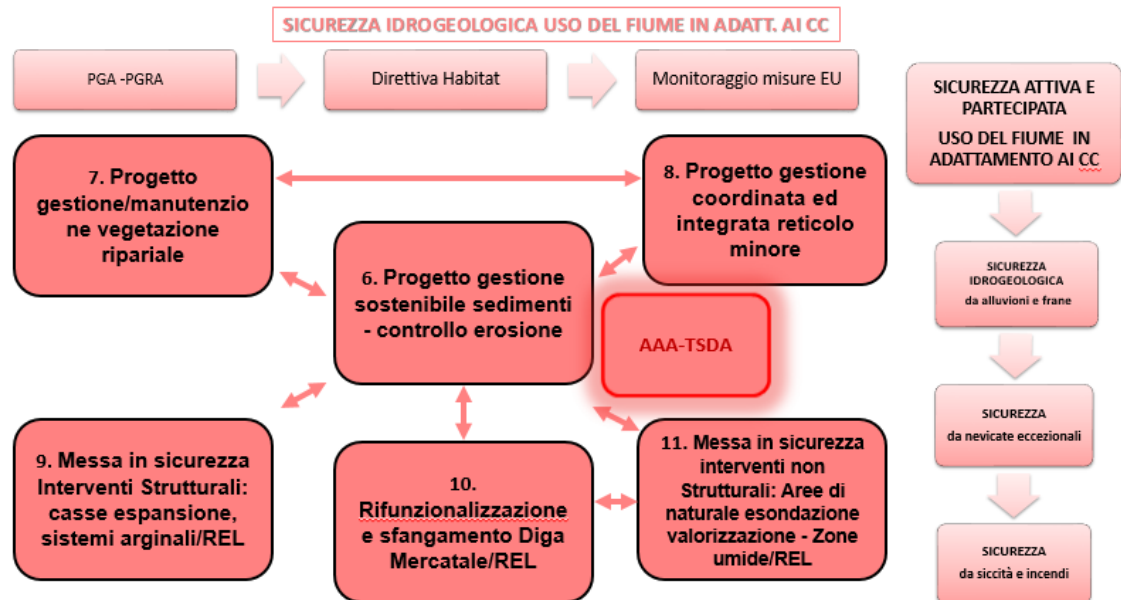 SICUREZZA IDROGEOLOGICA USO DEL FIUME IN ADATT. AI CC
PGA -PGRA
Direttiva Habitat
Monitoraggio misure EU
7. Progetto
gestione/manutenzio
ne vegetazione
ripariale
8. Progetto gestione
coordinata ed
integrata reticolo
minore
6. Progetto gestione
sostenibile sedimenti
- controllo erosione
AAA-TSDA
9. Messa in sicurezza
Interventi Strutturali:
casse espansione,
sistemi arginali/REL
10.
Rifunzionalizzazione
e sfangamento Diga
Mercatale/REL
11. Messa in sicurezza
interventi non
Strutturali: Aree di
naturale esondazione
valorizzazione - Zone
umide/REL
SICUREZZA ATTIVA E
PARTECIPATA
USO DEL FIUME IN
ADATTAMENTO AI CC
SICUREZZA
IDROGEOLOGICA
da alluvioni e frane
SICUREZZA
da nevicate eccezionali
SICUREZZA
da siccità e incendi